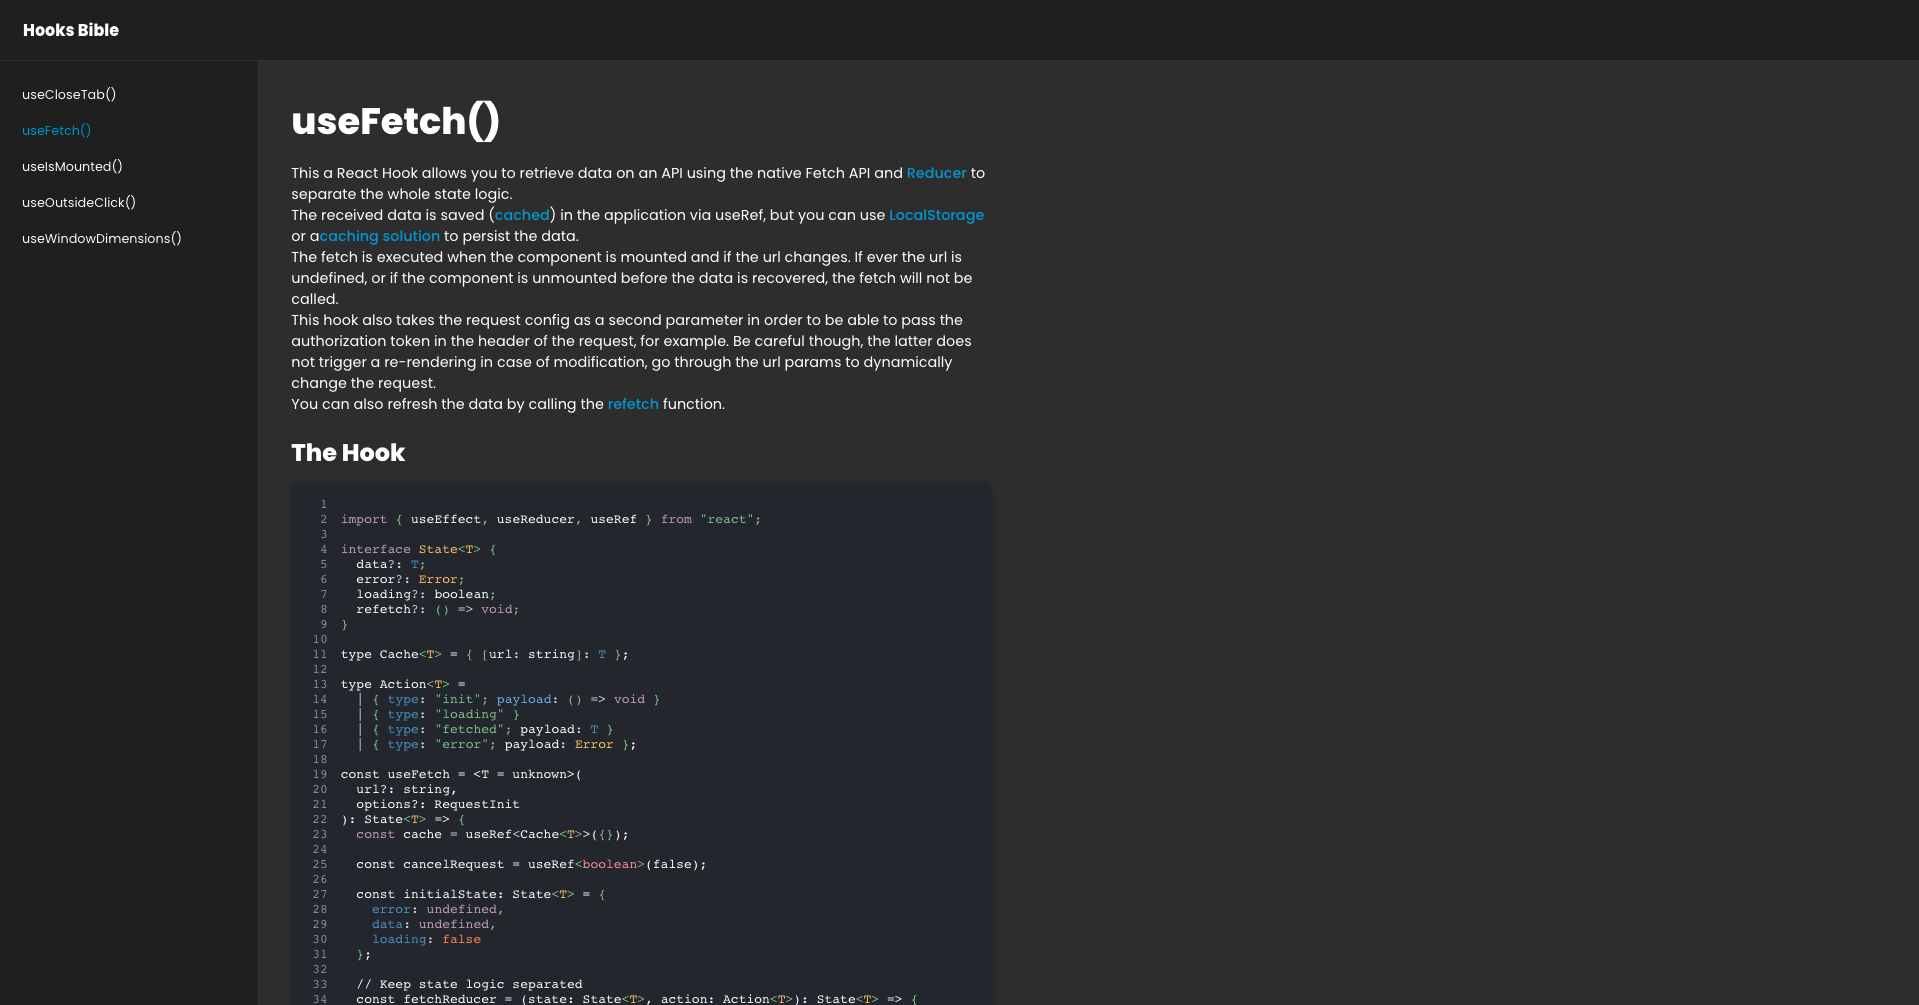 Hooks Bible
useCloseTab()
useFetch()
useIsMounted()
useOutsideClick()
useWindowDimensions()
useFetch()
This a React Hook allows you to retrieve data on an API using the native Fetch API and Reducer to
separate the whole state logic.
The received data is saved (cached) in the application via useRef, but you can use LocalStorage
or acaching solution to persist the data.
The fetch is executed when the component is mounted and if the url changes. If ever the url is
undefined, or if the component is unmounted before the data is recovered, the fetch will not be
called.
This hook also takes the request config as a second parameter in order to be able to pass the
authorization token in the header of the request, for example. Be careful though, the latter does
not trigger a re-rendering in case of modification, go through the url params to dynamically
change the request.
You can also refresh the data by calling the refetch function.
The Hook
1
2 import { useEffect, useReducer, useRef } from "react";
3
4 interface State<T> {
5   data?: T;
6   error?: Error;
7   loading?: boolean;
8   refetch?: () => void;
9 }
10
11 type Cache<T> = { [url: string]: T };
12
13 type Action<T> =
14   | { type: "init"; payload: () => void }
15   | { type: "loading" }
16   | { type: "fetched"; payload: T }
17   | { type: "error"; payload: Error };
18
19 const useFetch = <T = unknown>(
20   url?: string,
21   options?: RequestInit
22 ): State<T> => {
23   const cache = useRef<Cache<T>>({});
24
25   const cancelRequest = useRef<boolean>(false);
26
27   const initialState: State<T> = {
28     error: undefined,
29     data: undefined,
30     loading: false
31   };
32
33   // Keep state logic separated
34   const fetchReducer = (state: State<T>, action: Action<T>): State<T> => {